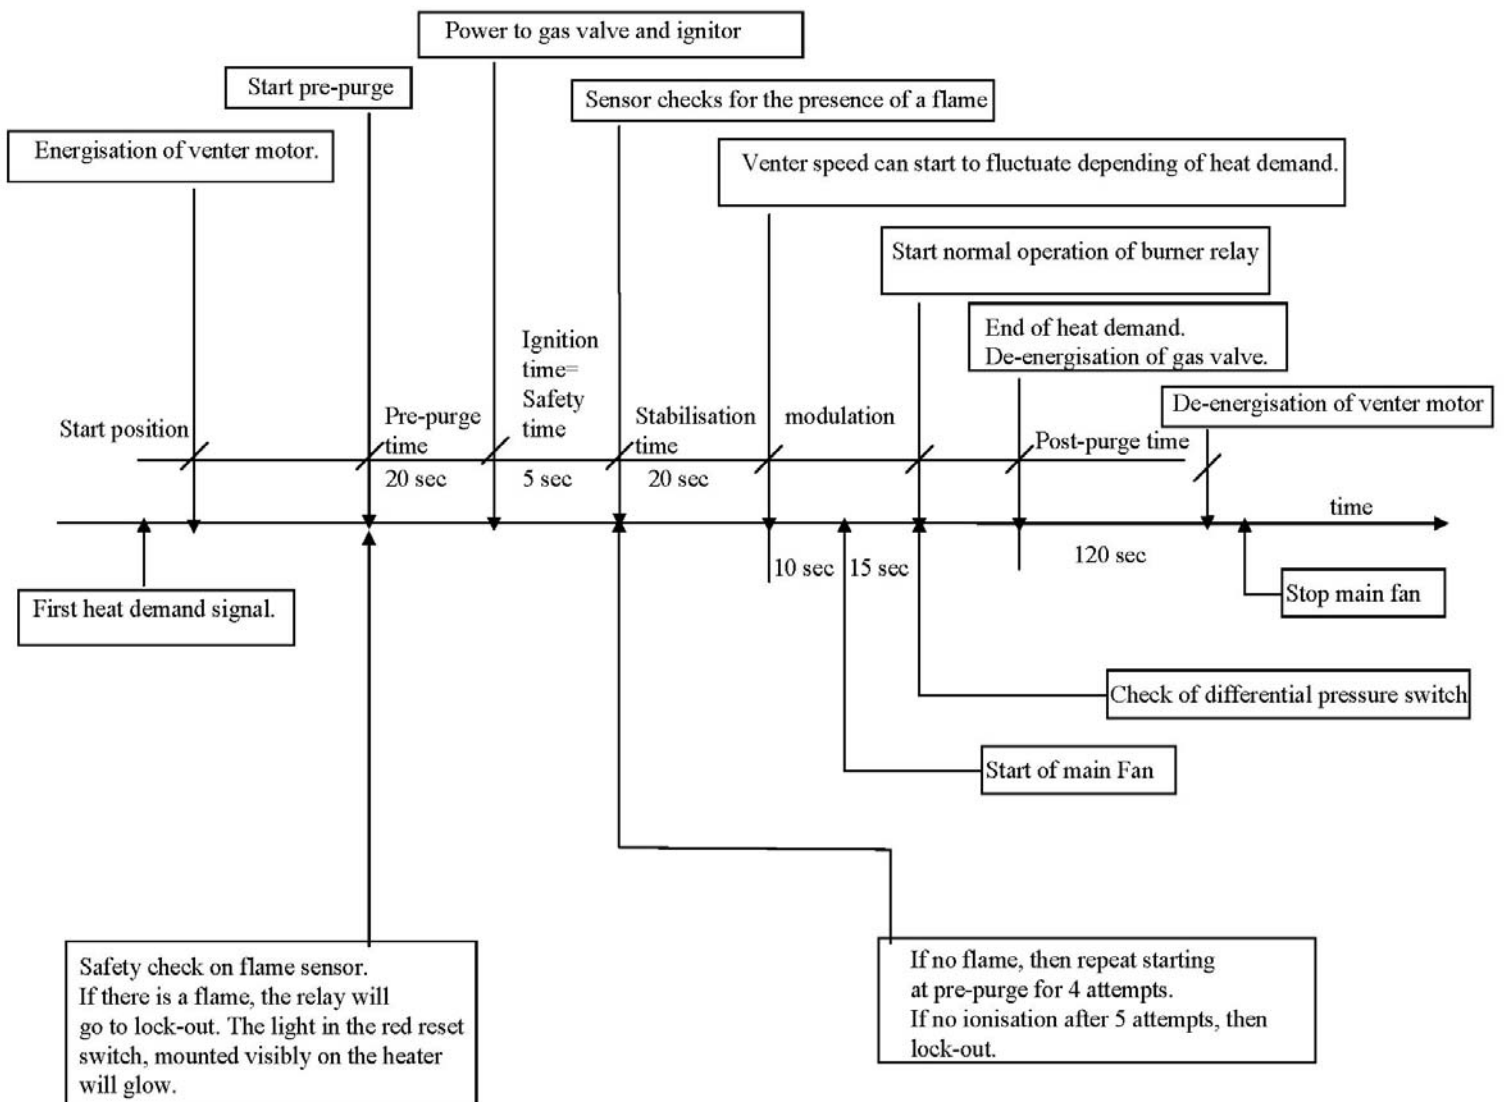 Power to gas valve and ignitor
Start pre-purge
Sensor checks for the presence of a flame
Energisation of venter motor.
Venter speed can start to fluctuate depending of heat demand.
Start normal operation of burner relay
End of heat demand.
De-energisation of gas valve.
De-energisation of venter motor
Start position
Pre-purge
time
20 sec
Ignition
time=
Safety
time
5 sec
Stabilisation
time
20 sec
modulation
Post-purge time
time
10 sec
15 sec
120 sec
First heat demand signal.
Stop main fan
Check of differential pressure switch
Start of main Fan
Safety check on flame sensor.
If there is a flame, the relay will
go to lock-out. The light in the red reset
switch, mounted visibly on the heater
will glow.
If no flame, then repeat starting
at pre-purge for 4 attempts.
If no ionisation after 5 attempts, then
lock-out.